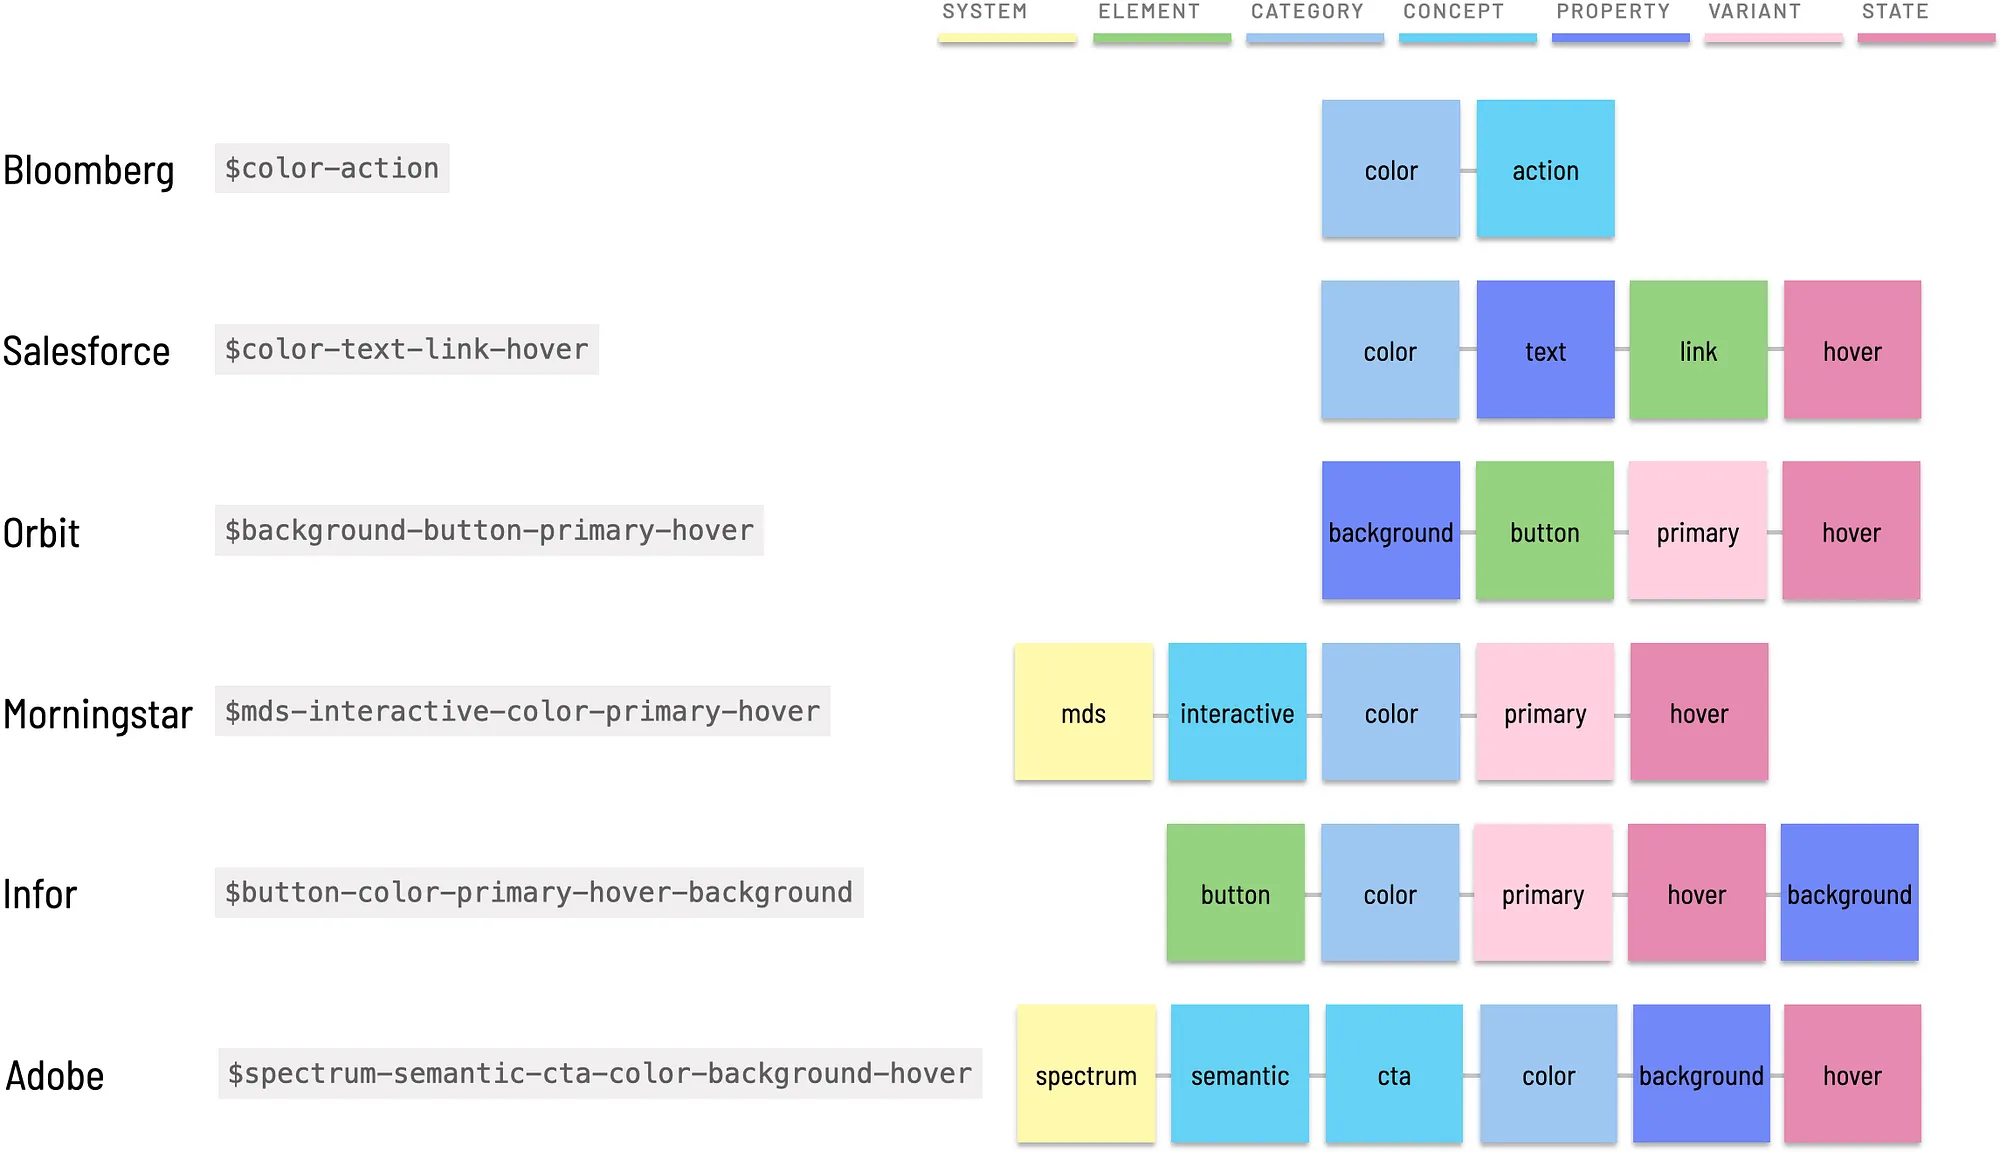 SYSTEM ELEMENT CATEGORY CONCEPT PROPERTY VARIANT STATE
Bloomberg $color-action color action
Salesforce $color-text-link-hover color text link hover
Orbit $background-button-primary-hover background button primary hover
Morningstar $mds-interactive-color-primary-hover mds interactive color primary hover
Infor $button-color-primary-hover-background button color primary hover background
Adobe $spectrum-semantic-cta-color-background-hover spectrum semantic cta color background hover